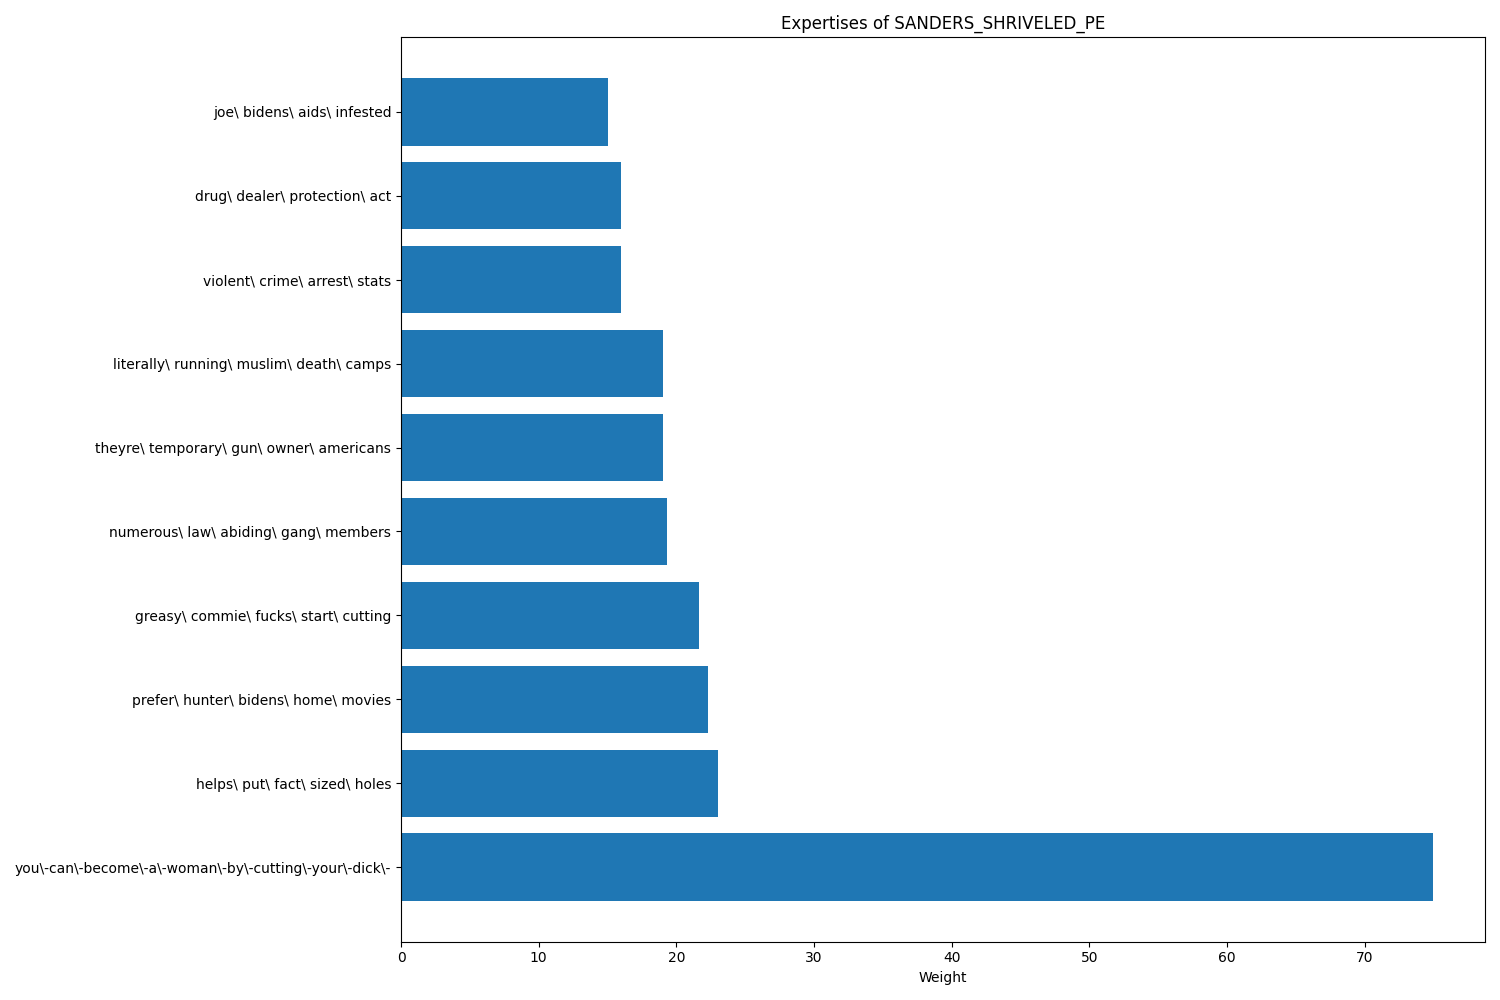 Expertises of SANDERS_SHRIVELED_PE
joe\ bidens\ aids\ infested
drug\ dealer\ protection\ act
violent\ crime\ arrest\ stats
literally\ running\ muslim\ death\ camps
theyre\ temporary\ gun\ owner\ americans
numerous\ law\ abiding\ gang\ members
greasy\ commie\ fucks\ start\ cutting
prefer\ hunter\ bidens\ home\ movies
helps\ put\ fact\ sized\ holes
you\-can\-become\-a\-woman\-by\-cutting\-your\-dick\-
0 10 20 30 40 50 60 70
Weight